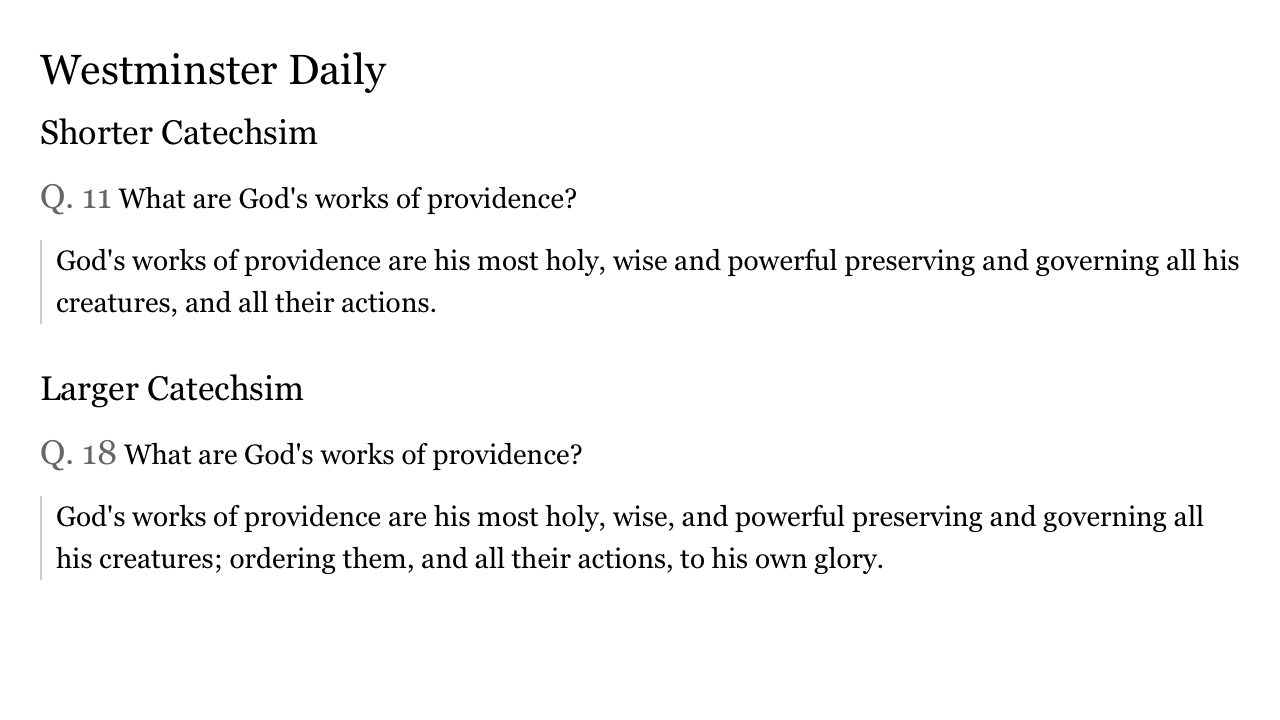 Westminster Daily
Shorter Catechsim
Q. 11 What are God's works of providence?
God's works of providence are his most holy, wise and powerful preserving and governing all his
creatures, and all their actions.
Larger Catechsim
Q. 18 What are God's works of providence?
God's works of providence are his most holy, wise, and powerful preserving and governing all
his creatures; ordering them, and all their actions, to his own glory.